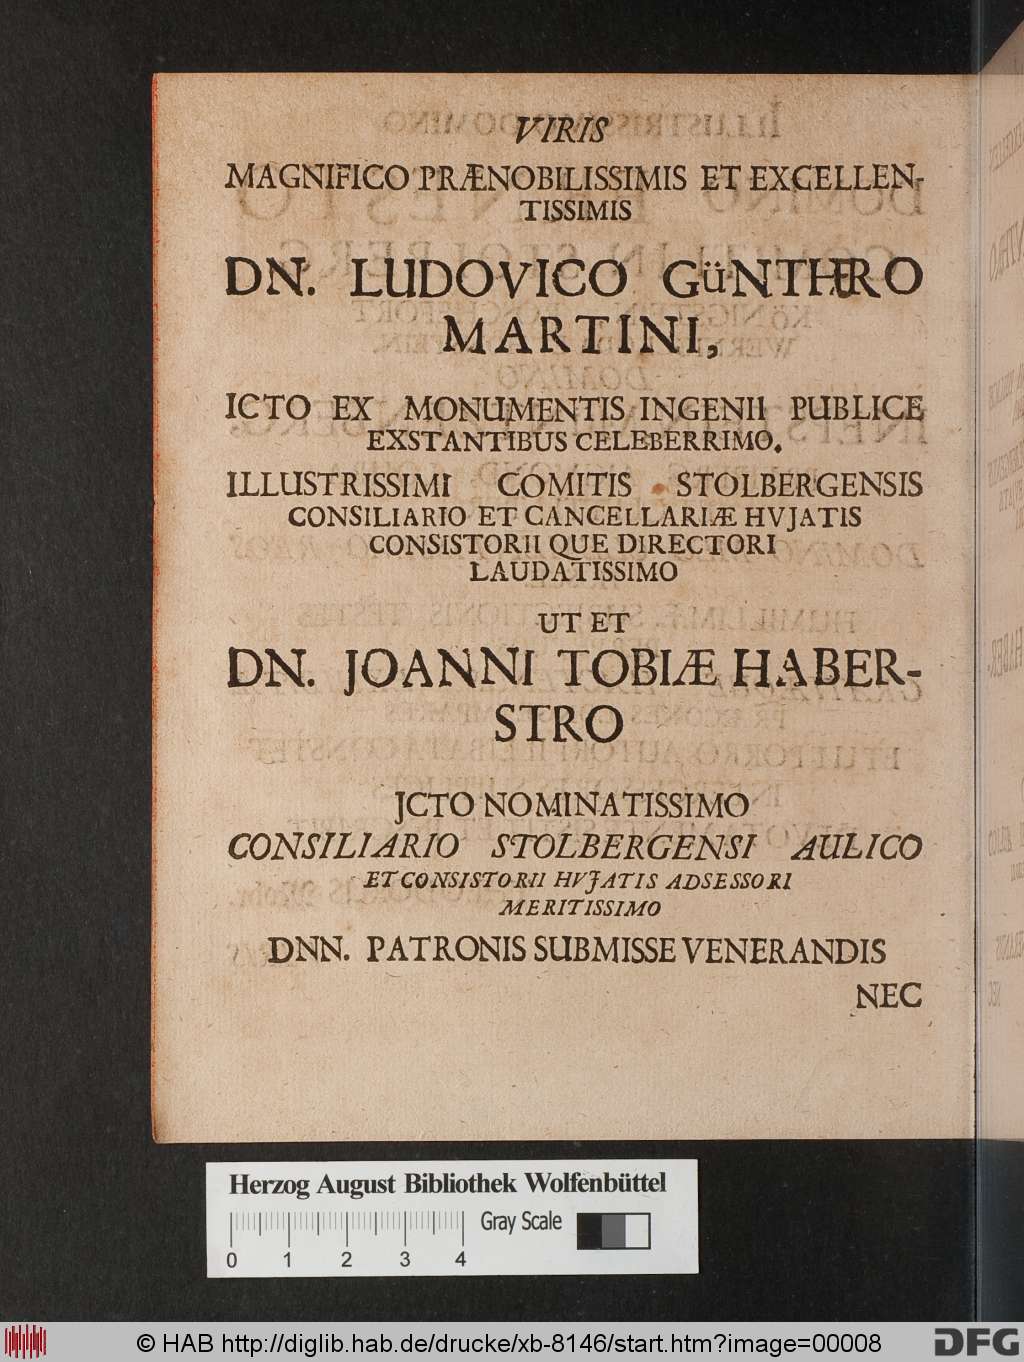 VIRIS
MAGNIFICO PRÆNOBILISSIMIS ET EXCELLEN-
TISSIMIS
DN. LUDOVICO GüNTHERO
MARTINI,
ICTO EX MONUMENTIS INGENII PUBLICE
EXSTANTIBUS CELEBERRIMO.
ILLUSTRISSIMI COMITIS STOLBERGENSIS
CONSILIARIO ET CANCELLARIÆ HVJATIS
CONSISTORII QUE DIRECTORI
LAUDATISSIMO
UT ET
DN. JOANNI TOBIÆ HABER-
STRO
JCTO NOMINATISSIMO
CONSILIARIO STOLBERGENSI AULICO
ET CONSISTORII HVJATIS ADSESSORI
MERITISSIMO
DNN. PATRONIS SUBMISSE VENERANDIS
NEC
Herzog August Bibliothek Wolfenbüttel
Gray Scale
0 1 2 3 4
© HAB http://diglib.hab.de/drucke/xb-8146/start.htm?image=00008
DFG